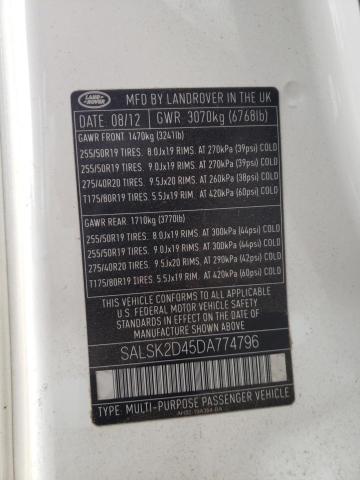 LAND-
ROVER
MFD BY LANDROVER IN THE UK
DATE 08/12 GWR 3070kg (6768lb)
GAWR FRONT 1470kg (3241lb)
255/50R19 TIRES. 8.0Jx19 RIMS. AT 270kPa (39psi) COLD
255/50R19 TIRES. 9.0Jx19 RIMS. AT 270kPa (39psi) COLD
275/40R20 TIRES. 9.5Jx20 RIMS. AT 260kPa (38psi) COLD
T175/80R19 TIRES. 5.5Jx19 RIM. AT 420kPa (60psi) COLD
GAWR REAR 1710kg (3770lb)
255/50R19 TIRES. 8.0Jx19 RIMS. AT 300kPa (44psi) COLD
255/50R19 TIRES. 9.0Jx19 RIMS. AT 300kPa (44psi) COLD
275/40R20 TIRES. 9.5Jx20 RIMS. AT 290kPa (42psi) COLD
T175/80R19 TIRES. 5.5Jx19 RIM. AT 420kPa (60psi) COLD
THIS VEHICLE CONFORMS TO ALL APPLICABLE
U.S. FEDERAL MOTOR VEHICLE SAFETY
STANDARDS IN EFFECT ON THE DATE OF
MANUFACTURE SHOWN ABOVE.
SALSK2D45DA774796
TYPE: MULTI-PURPOSE PASSENGER VEHICLE